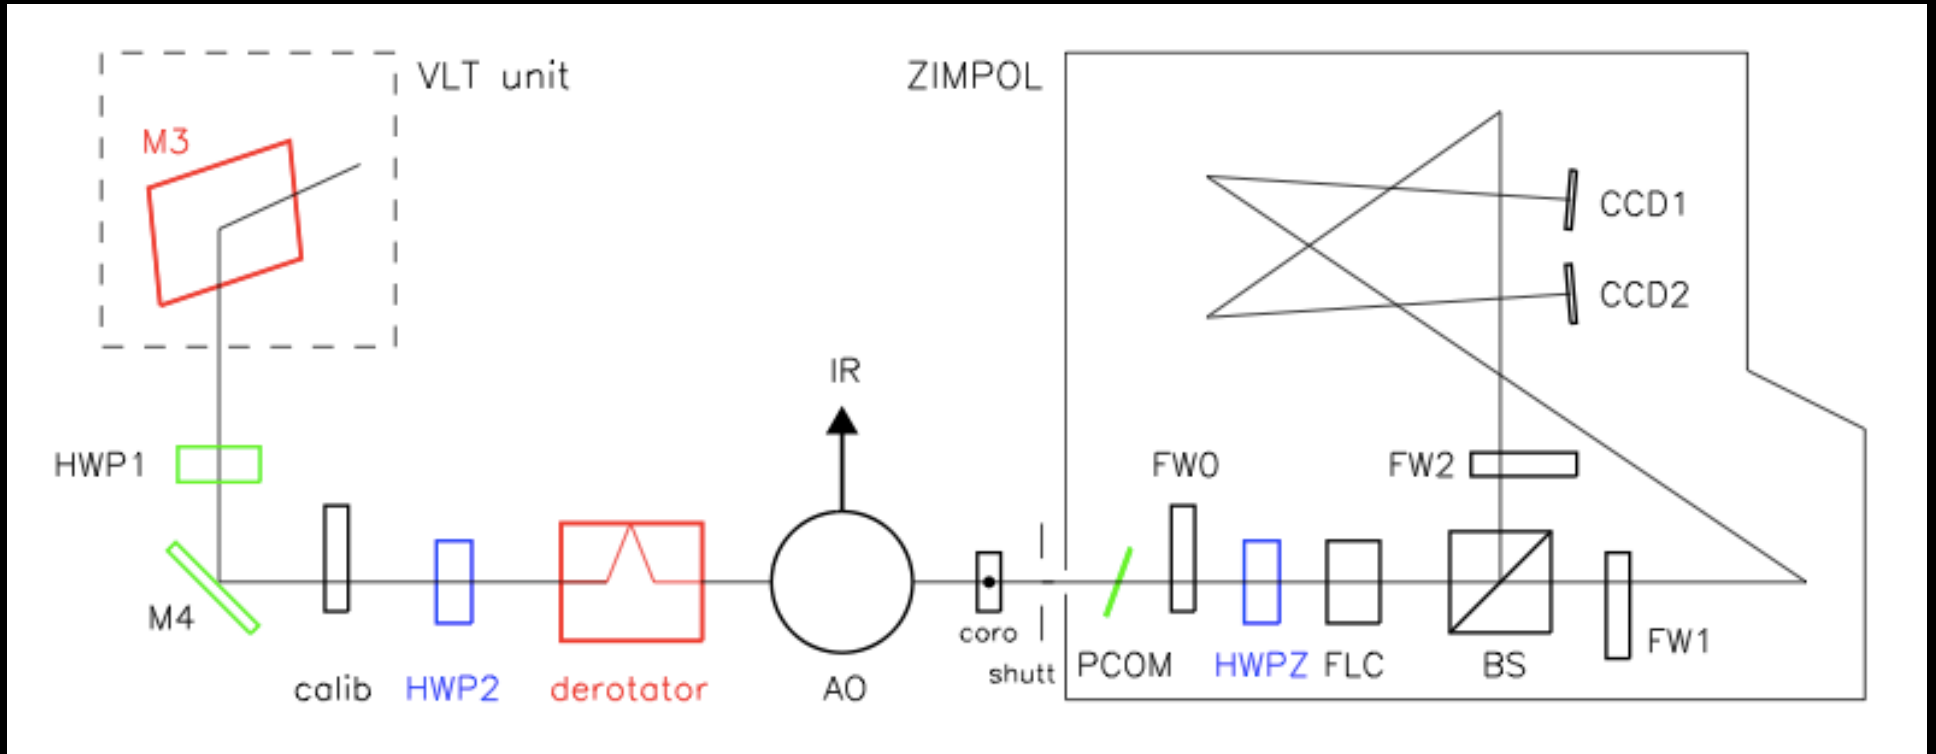 VLT unit
ZIMPOL
M3
CCD1
CCD2
IR
HWP1
FW0
FW2
M4
coro
FW1
shutt
PCOM
HWPZ
FLC
BS
calib
HWP2
derotator
AO